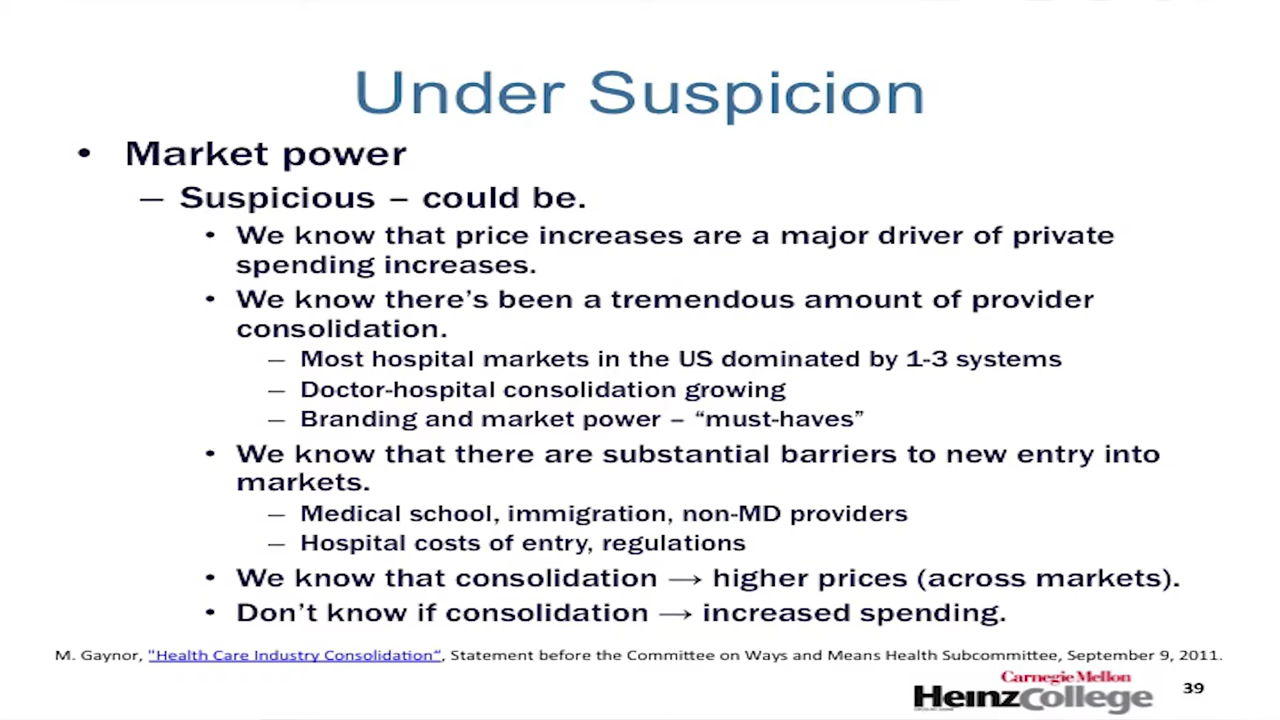 Under Suspicion
• Market power
– Suspicious – could be.
• We know that price increases are a major driver of private
spending increases.
• We know there's been a tremendous amount of provider
consolidation.
– Most hospital markets in the US dominated by 1-3 systems
– Doctor-hospital consolidation growing
– Branding and market power – “must-haves”
• We know that there are substantial barriers to new entry into
markets.
– Medical school, immigration, non-MD providers
– Hospital costs of entry, regulations
• We know that consolidation → higher prices (across markets).
• Don't know if consolidation → increased spending.
M. Gaynor, "Health Care Industry Consolidation“, Statement before the Committee on Ways and Means Health Subcommittee, September 9, 2011.
Carnegie Mellon
HeinzCollege
39